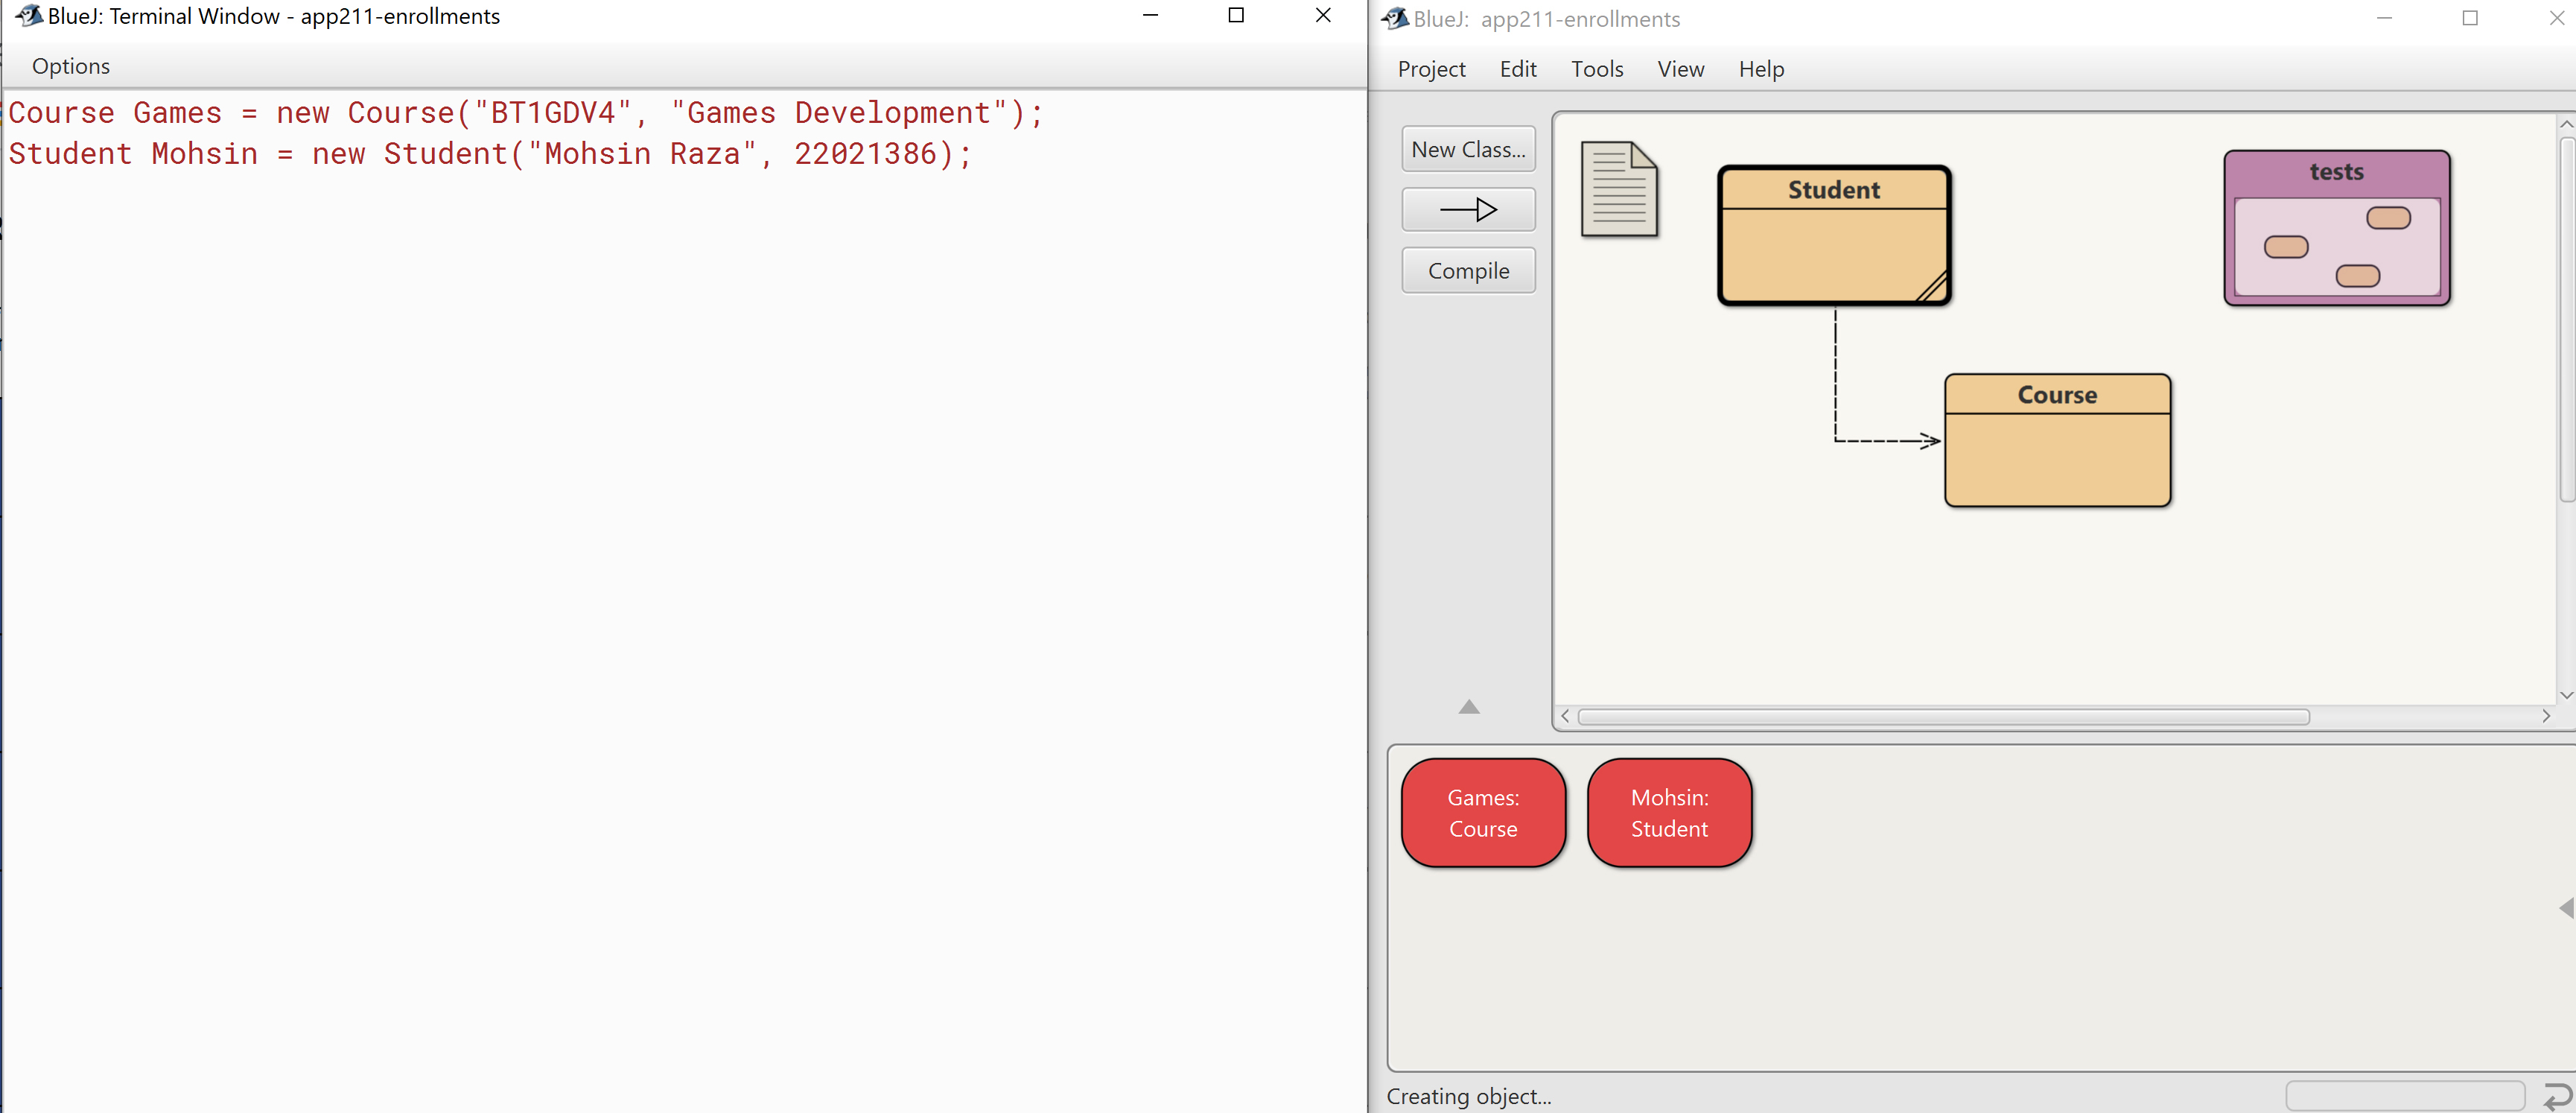 BlueJ: Terminal Window - app211-enrollments
Options
Course Games = new Course("BT1GDV4", "Games Development");
Student Mohsin = new Student("Mohsin Raza", 22021386);
BlueJ: app211-enrollments
Project Edit Tools View Help
New Class...
Compile
Student
tests
Course
Games:
Course
Mohsin:
Student
Creating object...